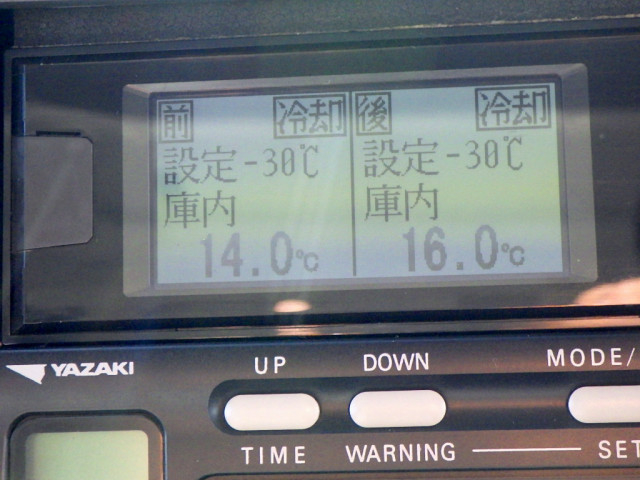 前 冷却
設定 -30℃
庫内
14.0℃
後 冷却
設定 -30℃
庫内
16.0℃
YAZAKI
UP DOWN MODE/
TIME WARNING SET